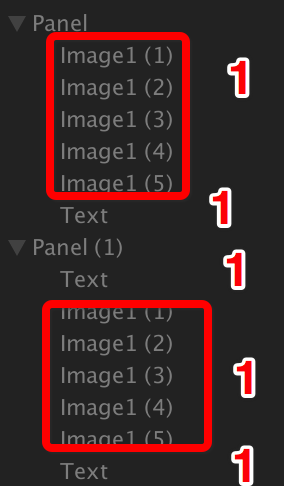 Panel
Image1 (1)
Image1 (2)
Image1 (3)
Image1 (4)
Image1 (5)
Text
Panel (1)
Text
Image1 (1)
Image1 (2)
Image1 (3)
Image1 (4)
Image1 (5)
Text
1
1
1
1
1